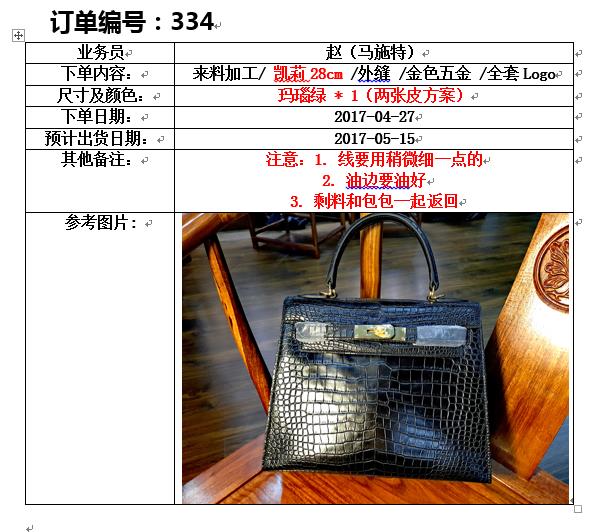 订单编号：334
业务员 赵（马施特）
下单内容： 来料加工/ 凯莉 28cm /外缝 /金色五金 /全套 Logo
尺寸及颜色： 玛瑙绿 * 1（两张皮方案）
下单日期： 2017-04-27
预计出货日期： 2017-05-15
其他备注： 注意：1. 线要用稍微细一点的
2. 油边要油好
3. 剩料和包包一起返回
参考图片：